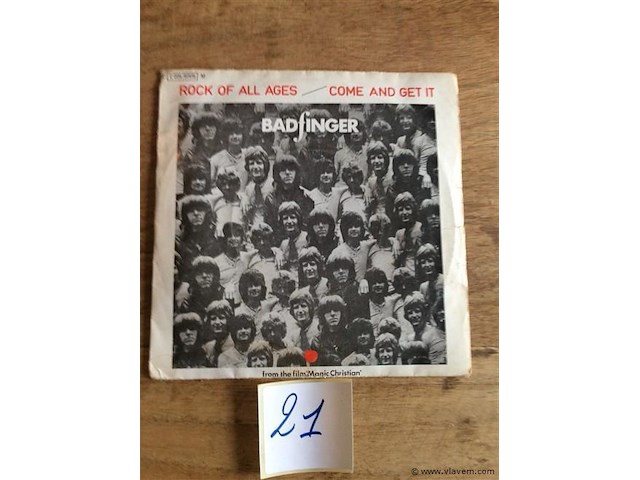 ROCK OF ALL AGES — COME AND GET IT
BADfINGER
from the film 'Magic Christian'
21
© www.vlavem.com